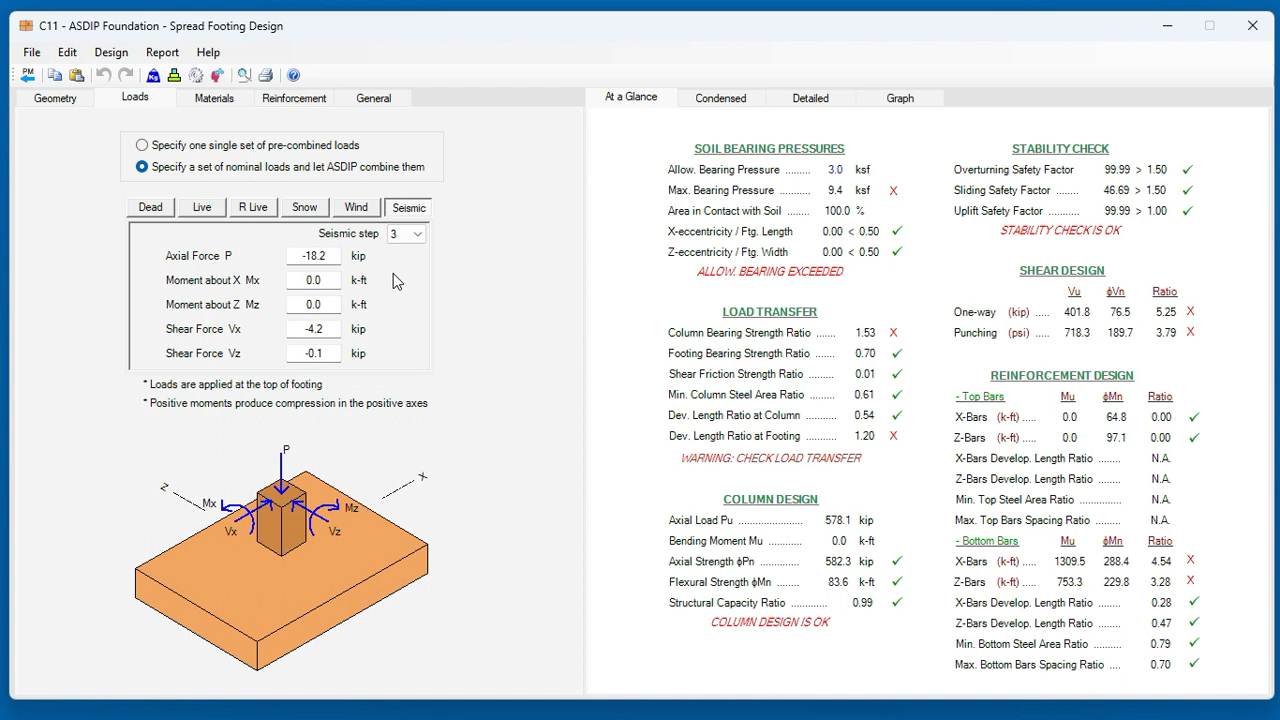 C11 - ASDIP Foundation - Spread Footing Design
File Edit Design Report Help
PM
Kg
Geometry Loads Materials Reinforcement General
At a Glance Condensed Detailed Graph
Specify one single set of pre-combined loads
Specify a set of nominal loads and let ASDIP combine them
Dead Live R Live Snow Wind Seismic
Seismic step 3
Axial Force P -18.2 kip
Moment about X Mx 0.0 k-ft
Moment about Z Mz 0.0 k-ft
Shear Force Vx -4.2 kip
Shear Force Vz -0.1 kip
* Loads are applied at the top of footing
* Positive moments produce compression in the positive axes
P
Z
X
Mx
Mz
Vx
Vz
SOIL BEARING PRESSURES
Allow. Bearing Pressure ........ 3.0 ksf
Max. Bearing Pressure ......... 9.4 ksf X
Area in Contact with Soil ....... 100.0 %
X-eccentricity / Ftg. Length 0.00 < 0.50 ✓
Z-eccentricity / Ftg. Width 0.00 < 0.50 ✓
ALLOW. BEARING EXCEEDED
LOAD TRANSFER
Column Bearing Strength Ratio ...... 1.53 X
Footing Bearing Strength Ratio ...... 0.70 ✓
Shear Friction Strength Ratio ........ 0.01 ✓
Min. Column Steel Area Ratio ........ 0.61 ✓
Dev. Length Ratio at Column ......... 0.54 ✓
Dev. Length Ratio at Footing .......... 1.20 X
WARNING: CHECK LOAD TRANSFER
COLUMN DESIGN
Axial Load Pu ..................... 578.1 kip
Bending Moment Mu ........... 0.0 k-ft
Axial Strength ϕPn ............... 582.3 kip ✓
Flexural Strength ϕMn ........ 83.6 k-ft ✓
Structural Capacity Ratio ............ 0.99 ✓
COLUMN DESIGN IS OK
STABILITY CHECK
Overturning Safety Factor 99.99 > 1.50 ✓
Sliding Safety Factor ........ 46.69 > 1.50 ✓
Uplift Safety Factor ........... 99.99 > 1.00 ✓
STABILITY CHECK IS OK
SHEAR DESIGN
Vu ϕVn Ratio
One-way (kip) ..... 401.8 76.5 5.25 X
Punching (psi) ..... 718.3 189.7 3.79 X
REINFORCEMENT DESIGN
- Top Bars Mu ϕMn Ratio
X-Bars (k-ft) ..... 0.0 64.8 0.00 ✓
Z-Bars (k-ft) ..... 0.0 97.1 0.00 ✓
X-Bars Develop. Length Ratio ....... N.A.
Z-Bars Develop. Length Ratio ....... N.A.
Min. Top Steel Area Ratio ............ N.A.
Max. Top Bars Spacing Ratio ....... N.A.
- Bottom Bars Mu ϕMn Ratio
X-Bars (k-ft) ..... 1309.5 288.4 4.54 X
Z-Bars (k-ft) ..... 753.3 229.8 3.28 X
X-Bars Develop. Length Ratio ....... 0.28 ✓
Z-Bars Develop. Length Ratio ....... 0.47 ✓
Min. Bottom Steel Area Ratio .......... 0.79 ✓
Max. Bottom Bars Spacing Ratio .... 0.70 ✓